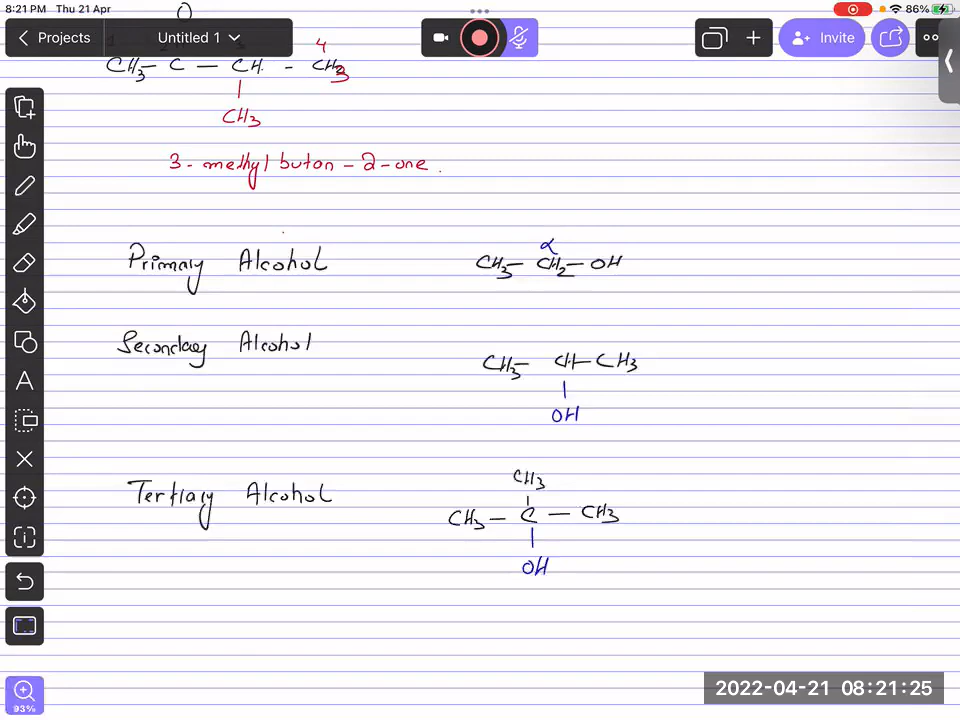 8:21 PM Thu 21 Apr
86%
Projects
Untitled 1
Invite
O
3 4
CH3 - C - CH - CH3
CH3
3 - methyl butan - 2 - one.
Primary Alcohol
α
CH3 - CH2 - OH
Secondary Alcohol
CH3 - CH - CH3
OH
Tertiary Alcohol
CH3
CH3 - C - CH3
OH
A
93%
2022-04-21 08:21:25